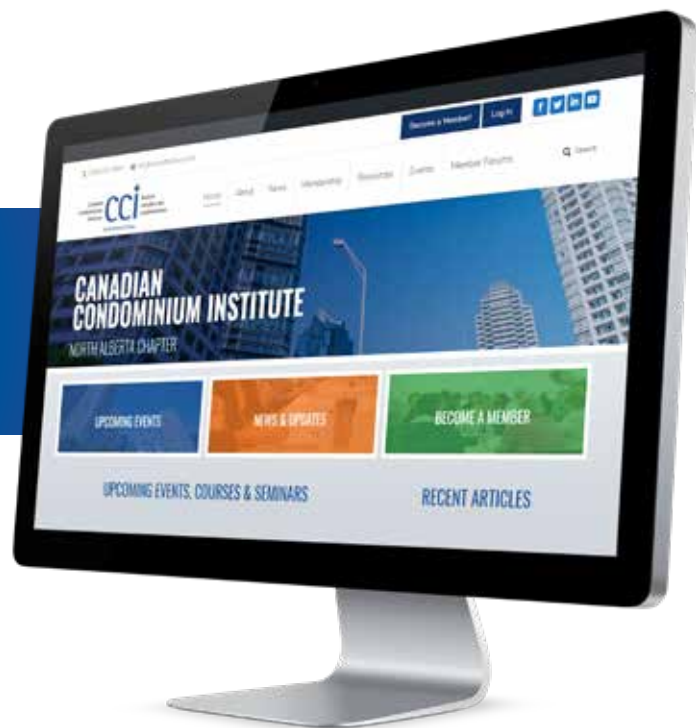 Become a Member!
Log In
CCI
Home
About
News
Membership
Resources
Events
Member Forums
Search
CANADIAN
CONDOMINIUM INSTITUTE
NORTH ALBERTA CHAPTER
UPCOMING EVENTS
NEWS & UPDATES
BECOME A MEMBER
UPCOMING EVENTS, COURSES & SEMINARS
RECENT ARTICLES